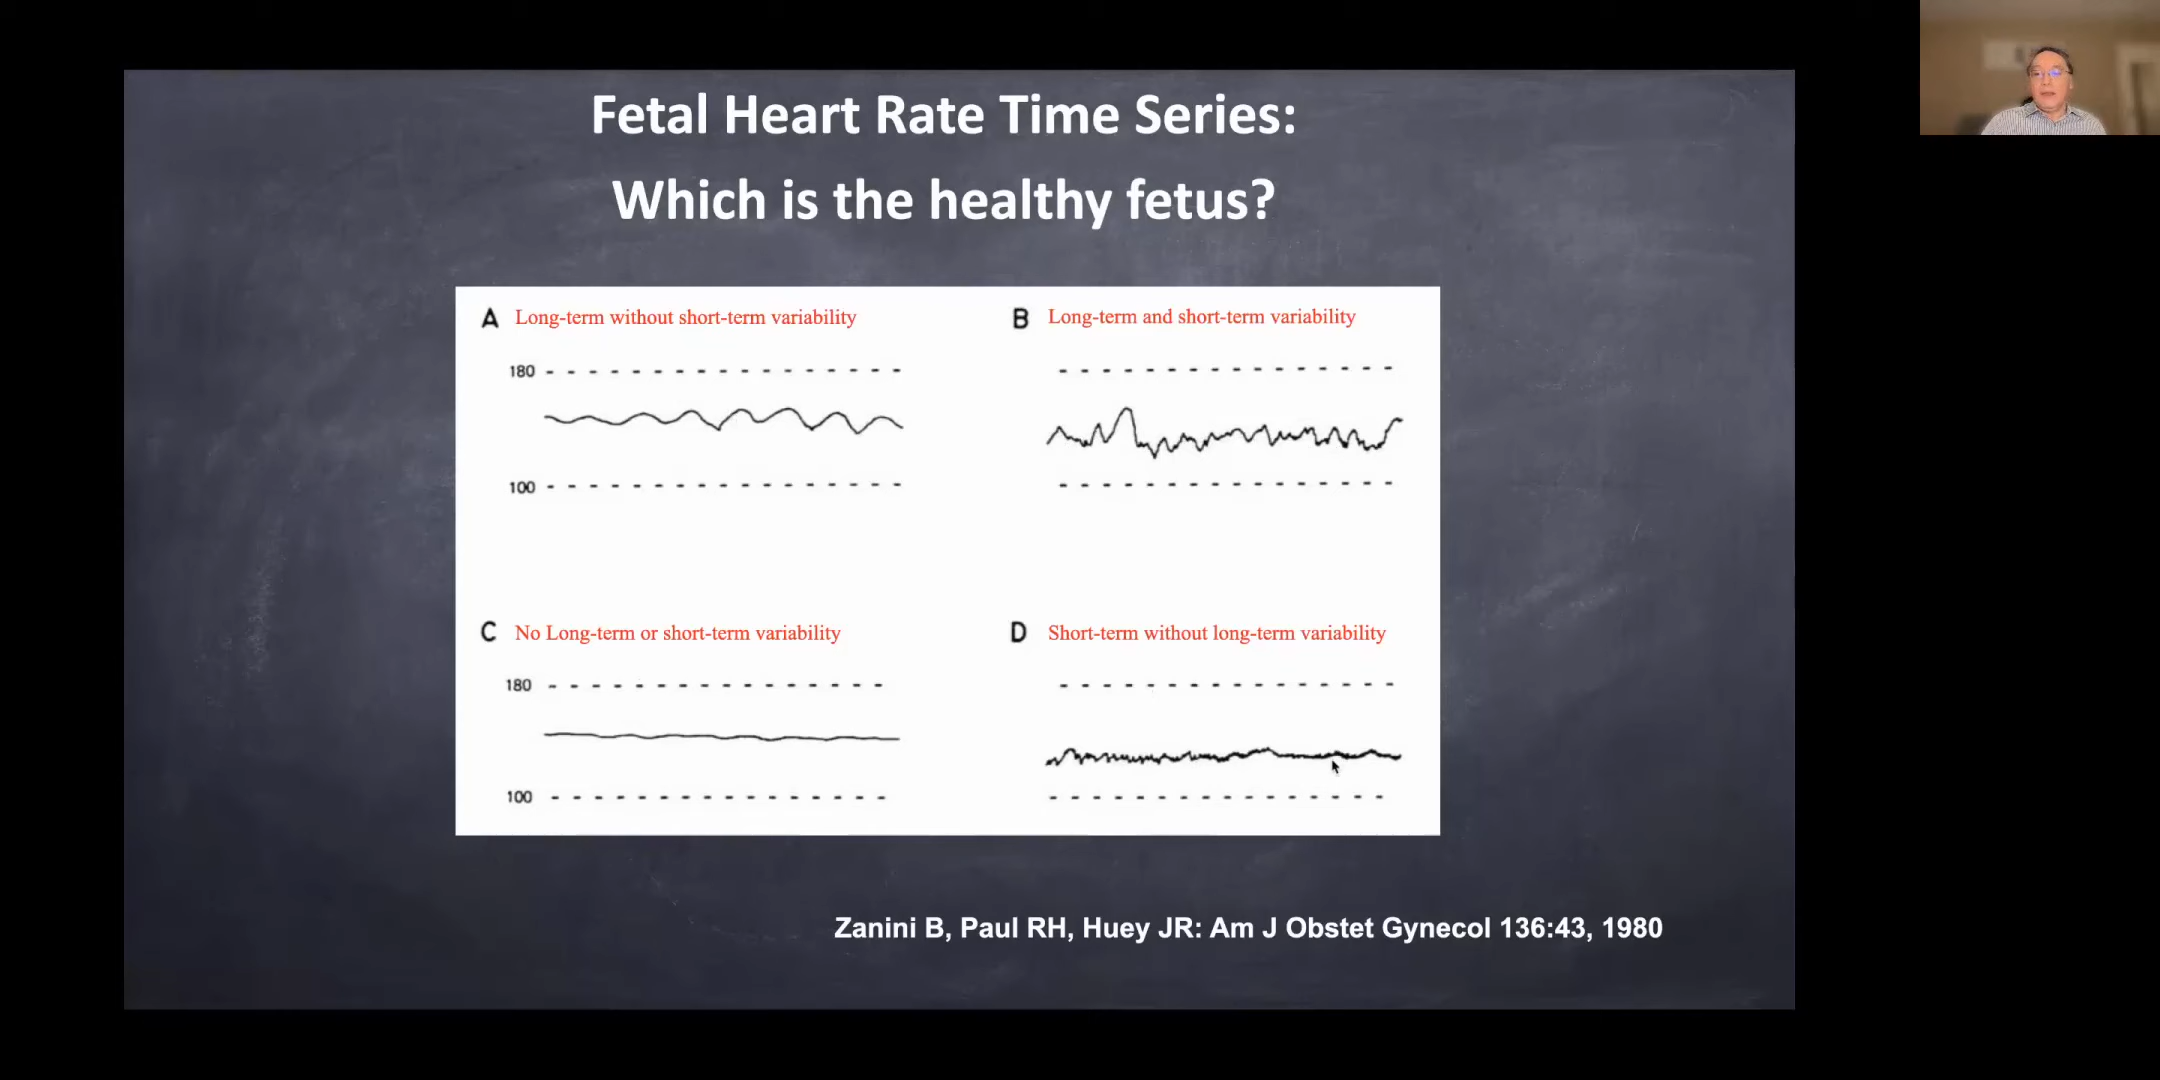 Fetal Heart Rate Time Series:
Which is the healthy fetus?
A Long-term without short-term variability
180
100
B Long-term and short-term variability
C No Long-term or short-term variability
180
100
D Short-term without long-term variability
Zanini B, Paul RH, Huey JR: Am J Obstet Gynecol 136:43, 1980